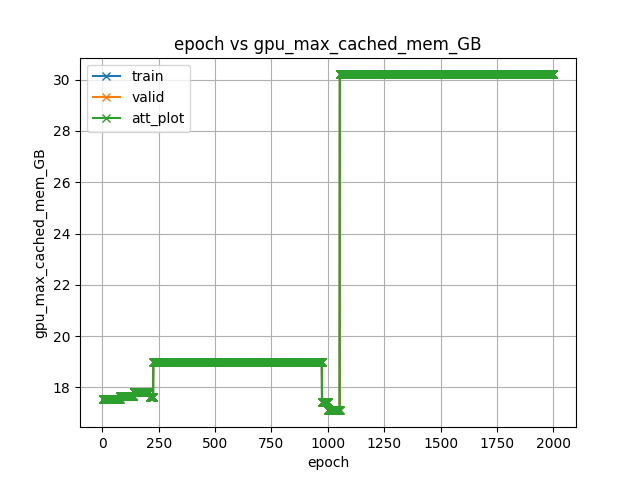 epoch vs gpu_max_cached_mem_GB
train
valid
att_plot
gpu_max_cached_mem_GB
30
28
26
24
22
20
18
0 250 500 750 1000 1250 1500 1750 2000
epoch